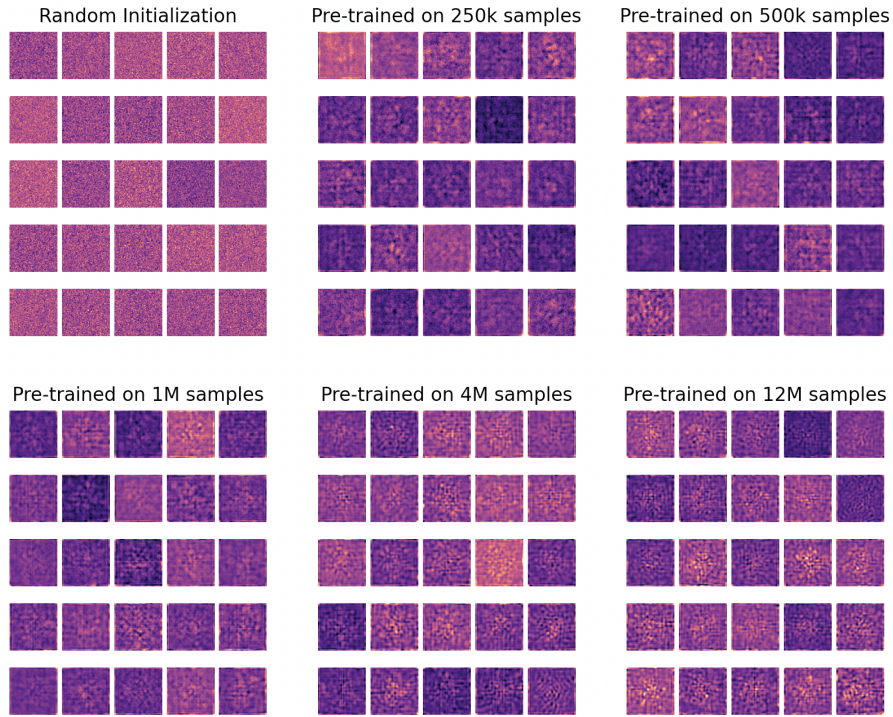 Random Initialization
Pre-trained on 250k samples
Pre-trained on 500k samples
Pre-trained on 1M samples
Pre-trained on 4M samples
Pre-trained on 12M samples